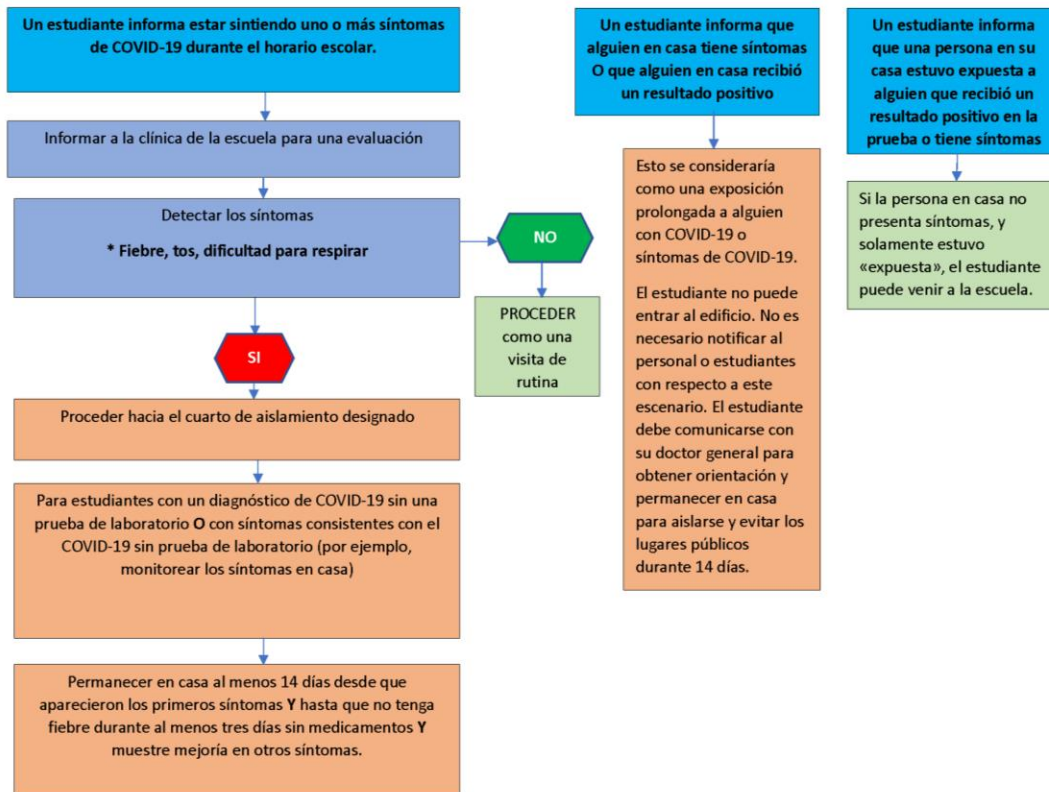 Un estudiante informa estar sintiendo uno o más síntomas
de COVID-19 durante el horario escolar.
Informar a la clínica de la escuela para una evaluación
Detectar los síntomas
* Fiebre, tos, dificultad para respirar
NO
PROCEDER
como una
visita de
rutina
SI
Proceder hacia el cuarto de aislamiento designado
Para estudiantes con un diagnóstico de COVID-19 sin una
prueba de laboratorio O con síntomas consistentes con el
COVID-19 sin prueba de laboratorio (por ejemplo,
monitorear los síntomas en casa)
Permanecer en casa al menos 14 días desde que
aparecieron los primeros síntomas Y hasta que no tenga
fiebre durante al menos tres días sin medicamentos Y
muestre mejoría en otros síntomas.
Un estudiante informa que
alguien en casa tiene síntomas
O que alguien en casa recibió
un resultado positivo
Esto se consideraría
como una exposición
prolongada a alguien
con COVID-19 o
síntomas de COVID-19.
El estudiante no puede
entrar al edificio. No es
necesario notificar al
personal o estudiantes
con respecto a este
escenario. El estudiante
debe comunicarse con
su doctor general para
obtener orientación y
permanecer en casa
para aislarse y evitar los
lugares públicos
durante 14 días.
Un estudiante informa
que una persona en su
casa estuvo expuesta a
alguien que recibió un
resultado positivo en la
prueba o tiene síntomas
Si la persona en casa no
presenta síntomas, y
solamente estuvo
«expuesta», el estudiante
puede venir a la escuela.